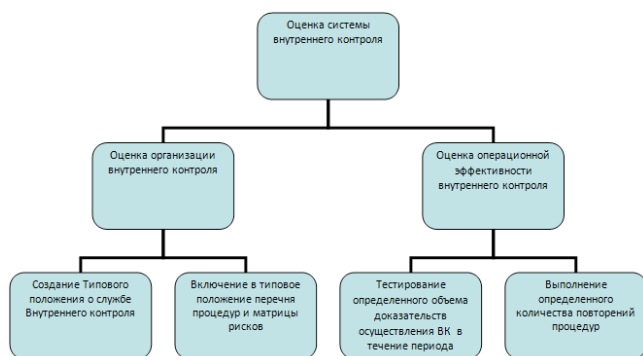 Оценка системы
внутреннего контроля
Оценка организации
внутреннего контроля
Оценка операционной
эффективности
внутреннего контроля
Создание Типового
положения о службе
Внутреннего контроля
Включение в типовое
положение перечня
процедур и матрицы
рисков
Тестирование
определенного объема
доказательств
осуществления ВК в
течение периода
Выполнение
определенного
количества повторений
процедур